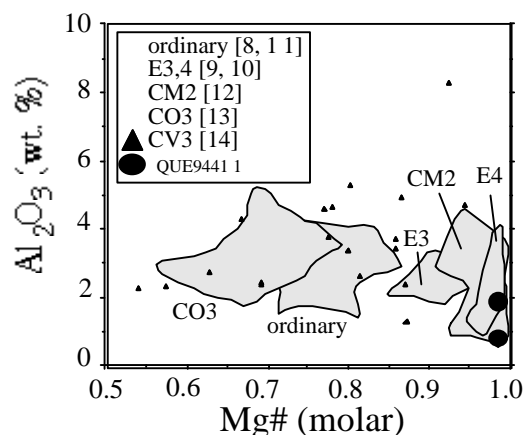 10
8
6
4
2
0
Al2O3 (wt. %)
ordinary [8, 1 1]
E3,4 [9, 10]
CM2 [12]
CO3 [13]
CV3 [14]
QUE9441 1
CM2
E4
E3
CO3
ordinary
0.5 0.6 0.7 0.8 0.9 1.0
Mg# (molar)